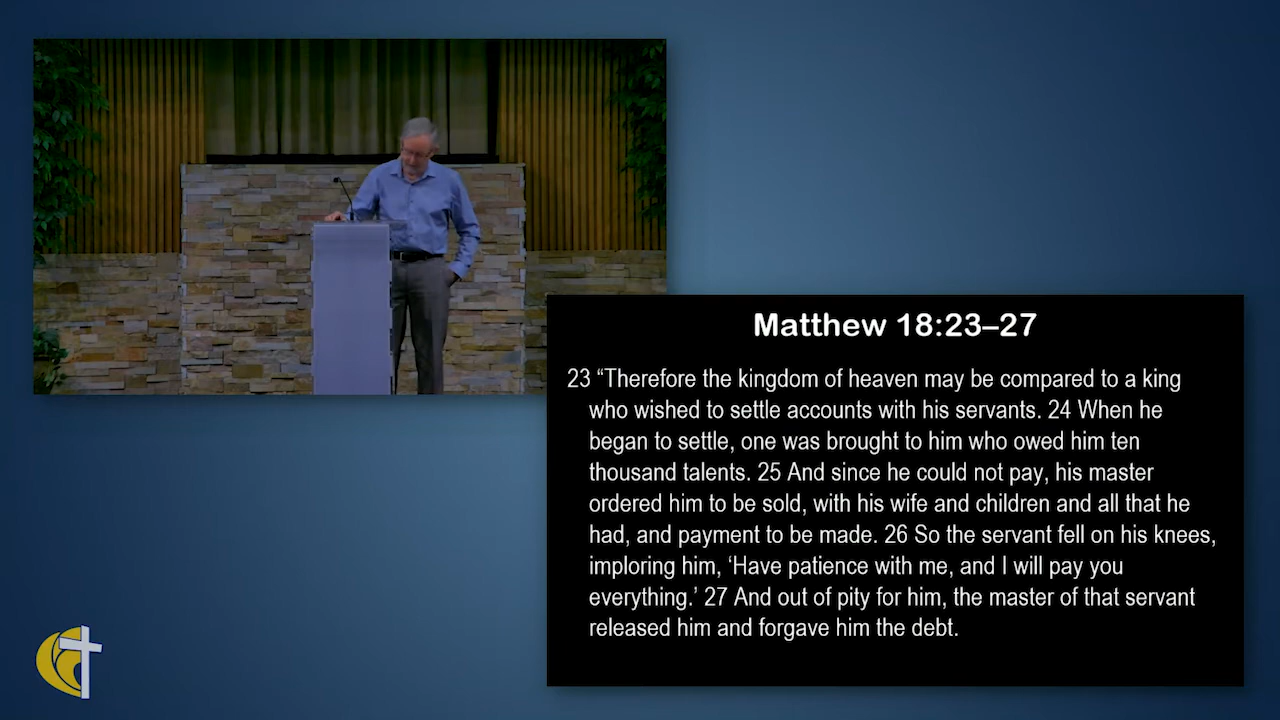 Matthew 18:23–27
23 “Therefore the kingdom of heaven may be compared to a king
who wished to settle accounts with his servants. 24 When he
began to settle, one was brought to him who owed him ten
thousand talents. 25 And since he could not pay, his master
ordered him to be sold, with his wife and children and all that he
had, and payment to be made. 26 So the servant fell on his knees,
imploring him, ‘Have patience with me, and I will pay you
everything.’ 27 And out of pity for him, the master of that servant
released him and forgave him the debt.